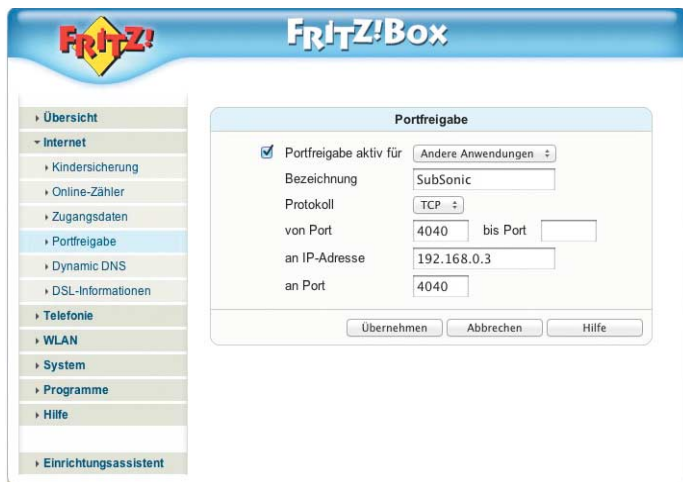 FRITZ!
FRITZ!BOX
Übersicht
Internet
Kindersicherung
Online-Zähler
Zugangsdaten
Portfreigabe
Dynamic DNS
DSL-Informationen
Telefonie
WLAN
System
Programme
Hilfe
Einrichtungsassistent
Portfreigabe
Portfreigabe aktiv für Andere Anwendungen
Bezeichnung SubSonic
Protokoll TCP
von Port 4040 bis Port
an IP-Adresse 192.168.0.3
an Port 4040
Übernehmen Abbrechen Hilfe